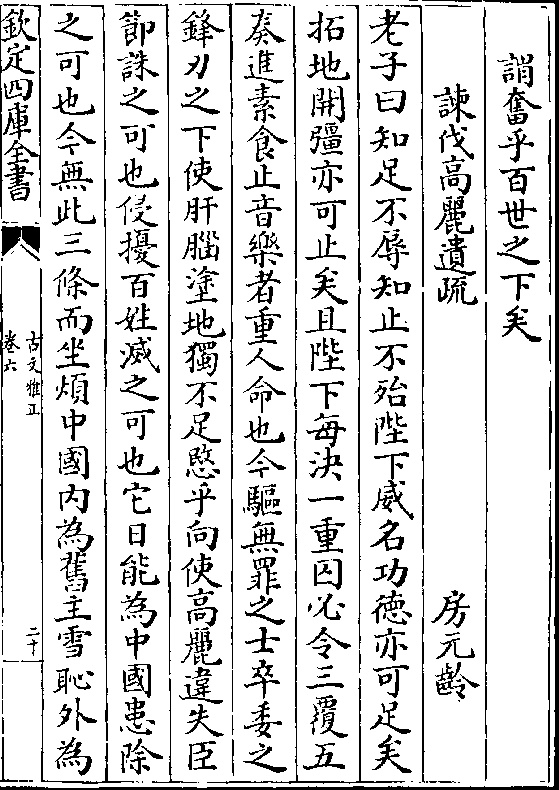 謂奮乎百世之下矣
諫伐高麗遺疏 房元齡
老子曰知足不辱知止不殆陛下威名功德亦可足矣
拓地開彊亦可止矣且陛下每決一重囚必令三覆五
奏進素食止音樂者重人命也今驅無罪之士卒委之
鋒刃之下使肝腦塗地獨不足愍乎向使高麗違失臣
節誅之可也侵擾百姓滅之可也它日能為中國患除
之可也今無此三條而坐煩中國內為舊主雪恥外為
欽定四庫全書
古文雅正
卷六
二十